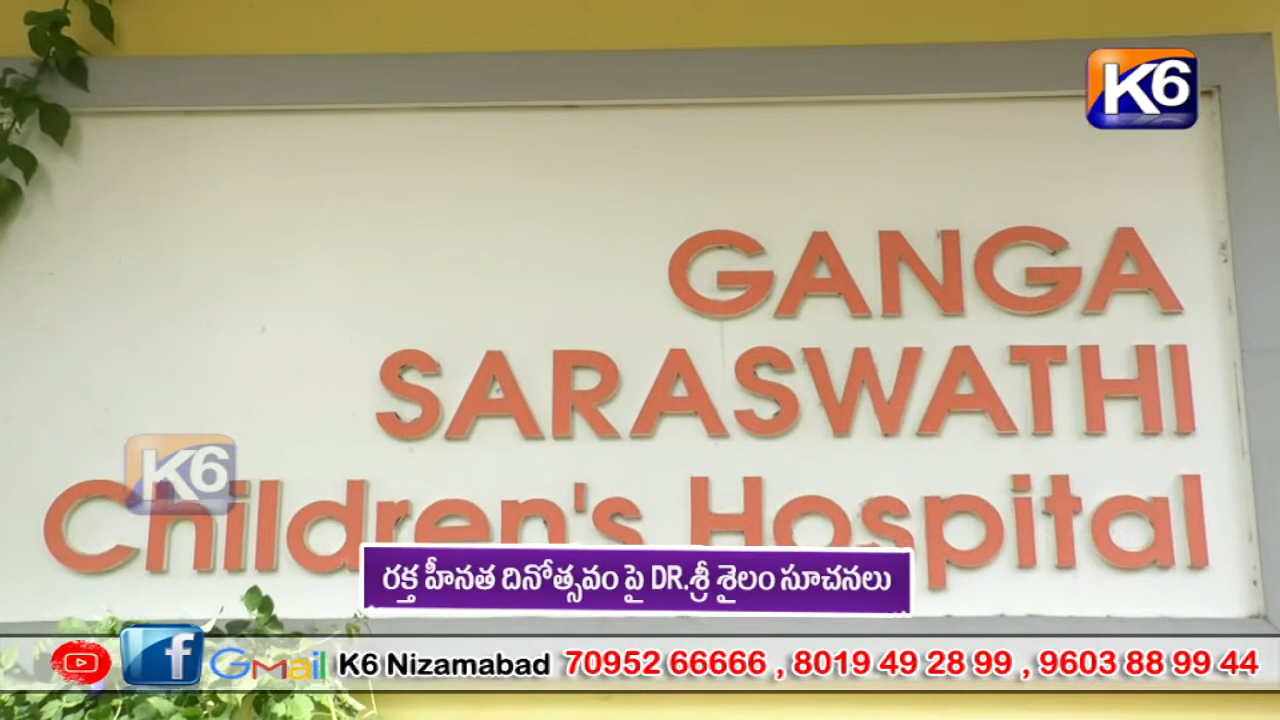 K6
GANGA
SARASWATHI
K6
Children's Hospital
రక్త హీనత దినోత్సవం పై DR.శ్రీ శైలం సూచనలు
f Gmail K6 Nizamabad 70952 66666 , 8019 49 28 99 , 9603 88 99 44